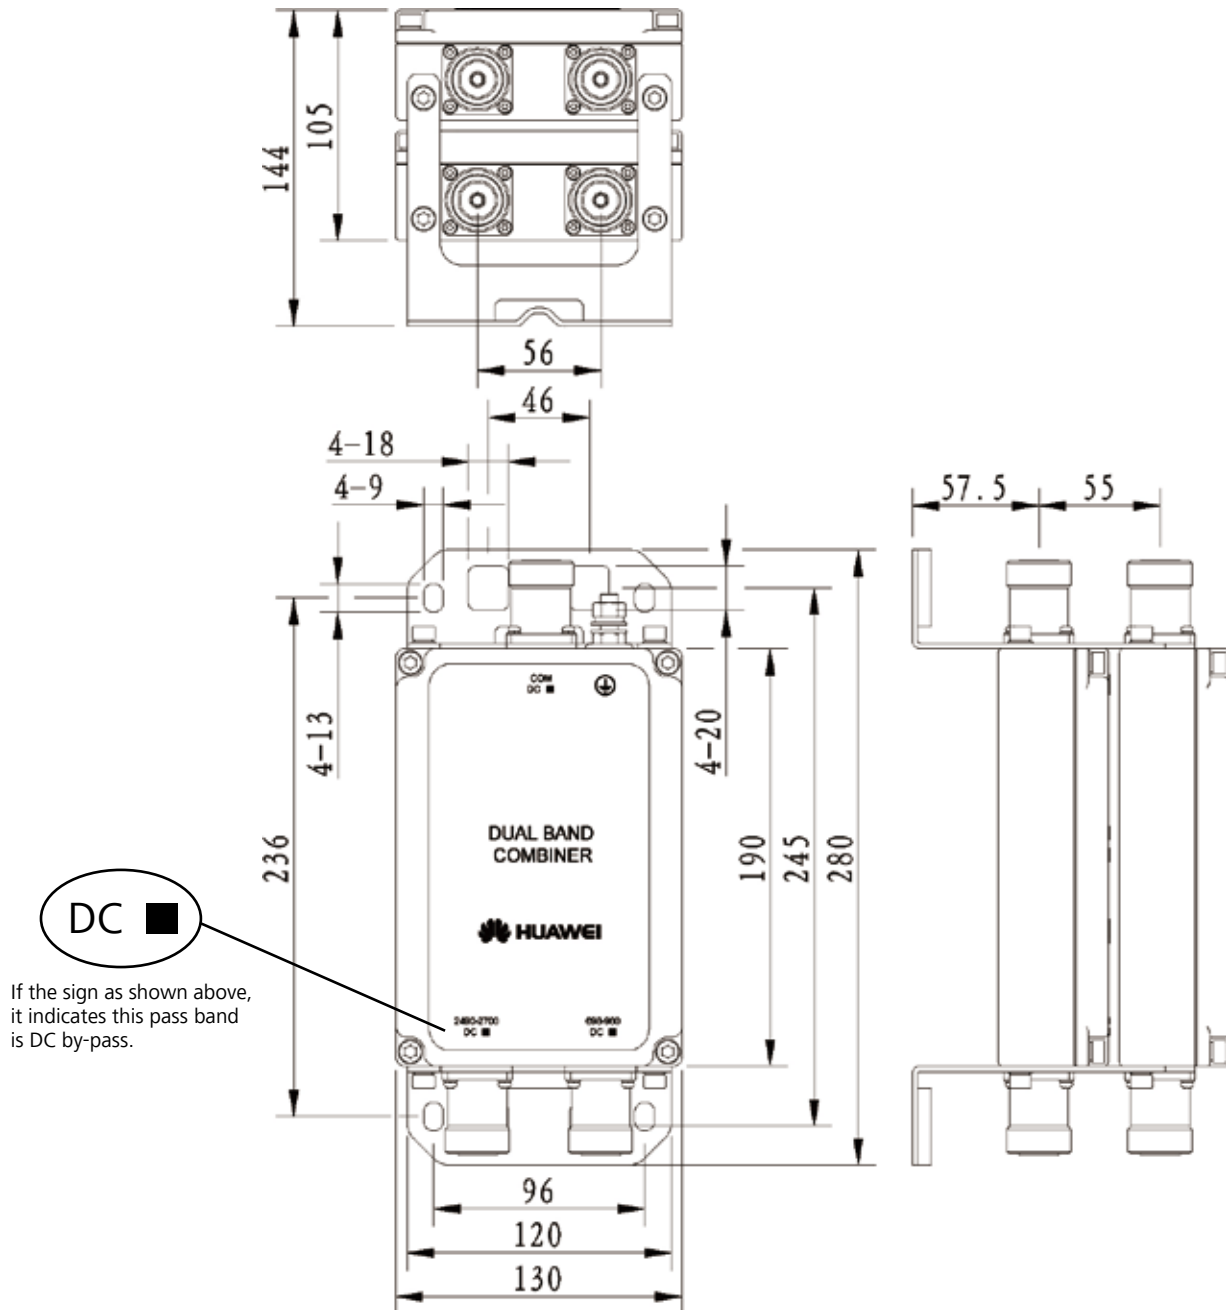 144
105
56
46
4-18
4-9
57.5
55
COM
DC
4-13
4-20
236
190
245
280
DUAL BAND
COMBINER
HUAWEI
DC
If the sign as shown above,
it indicates this pass band
is DC by-pass.
DC
DC
96
120
130